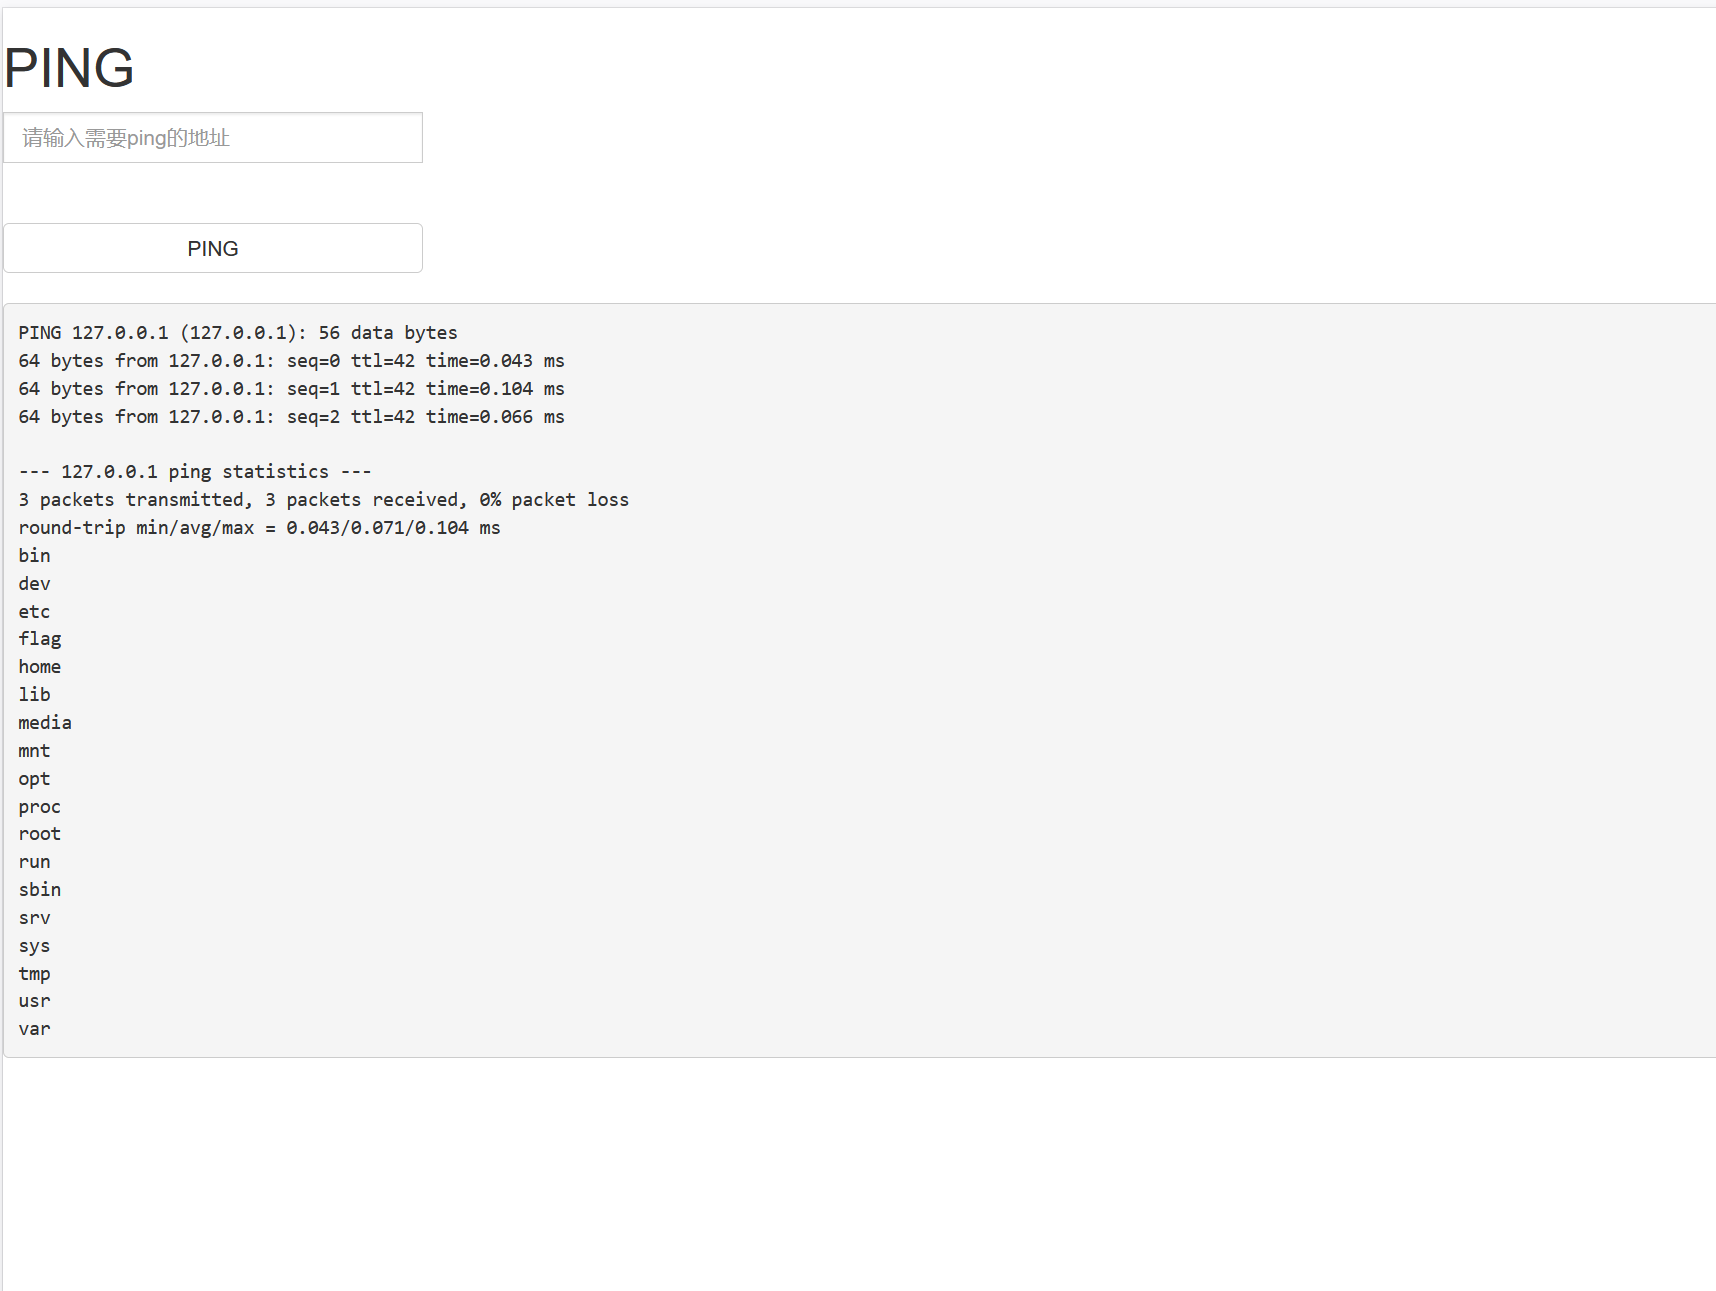 PING
请输入需要ping的地址
PING
PING 127.0.0.1 (127.0.0.1): 56 data bytes
64 bytes from 127.0.0.1: seq=0 ttl=42 time=0.043 ms
64 bytes from 127.0.0.1: seq=1 ttl=42 time=0.104 ms
64 bytes from 127.0.0.1: seq=2 ttl=42 time=0.066 ms
--- 127.0.0.1 ping statistics ---
3 packets transmitted, 3 packets received, 0% packet loss
round-trip min/avg/max = 0.043/0.071/0.104 ms
bin
dev
etc
flag
home
lib
media
mnt
opt
proc
root
run
sbin
srv
sys
tmp
usr
var